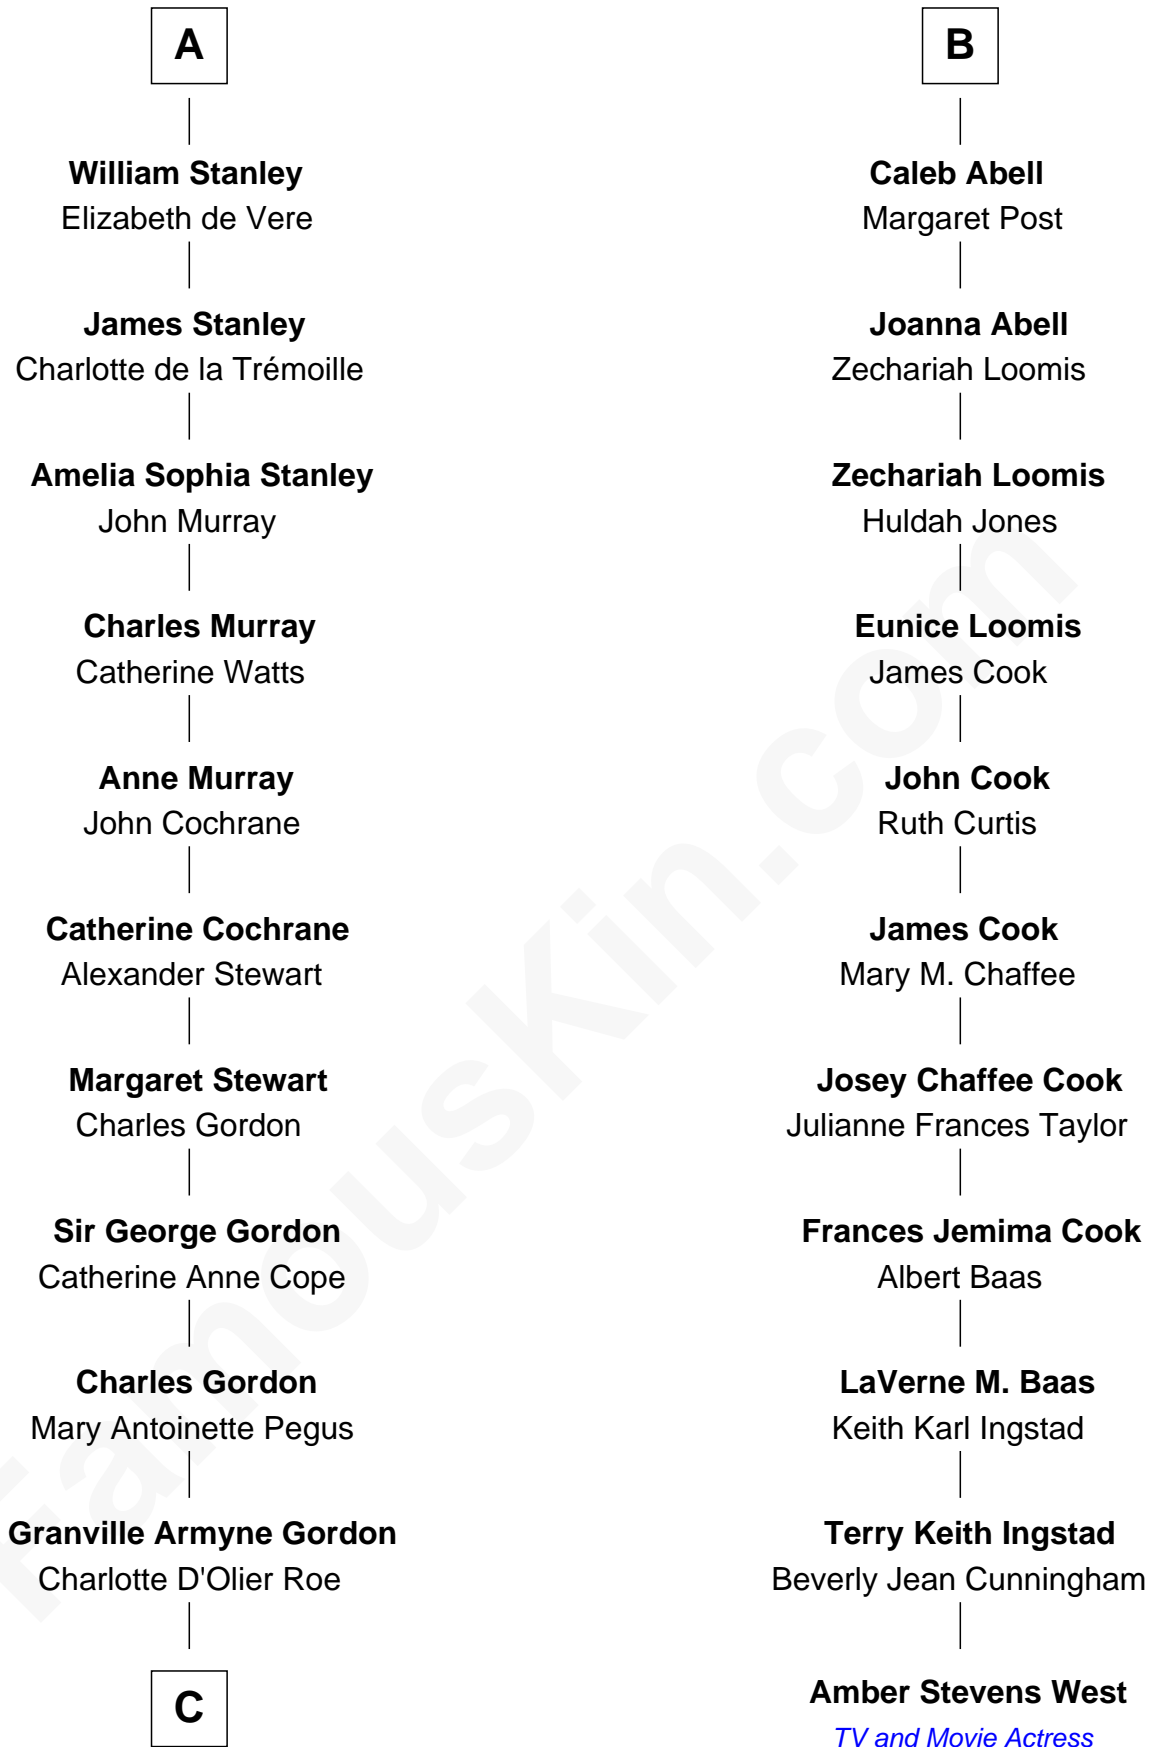 A
William Stanley
Elizabeth de Vere
James Stanley
Charlotte de la Trémoille
Amelia Sophia Stanley
John Murray
Charles Murray
Catherine Watts
Anne Murray
John Cochrane
Catherine Cochrane
Alexander Stewart
Margaret Stewart
Charles Gordon
Sir George Gordon
Catherine Anne Cope
Charles Gordon
Mary Antoinette Pegus
Granville Armyne Gordon
Charlotte D'Olier Roe
C
B
Caleb Abell
Margaret Post
Joanna Abell
Zechariah Loomis
Zechariah Loomis
Huldah Jones
Eunice Loomis
James Cook
John Cook
Ruth Curtis
James Cook
Mary M. Chaffee
Josey Chaffee Cook
Julianne Frances Taylor
Frances Jemima Cook
Albert Baas
LaVerne M. Baas
Keith Karl Ingstad
Terry Keith Ingstad
Beverly Jean Cunningham
Amber Stevens West
TV and Movie Actress
FamousKin.com